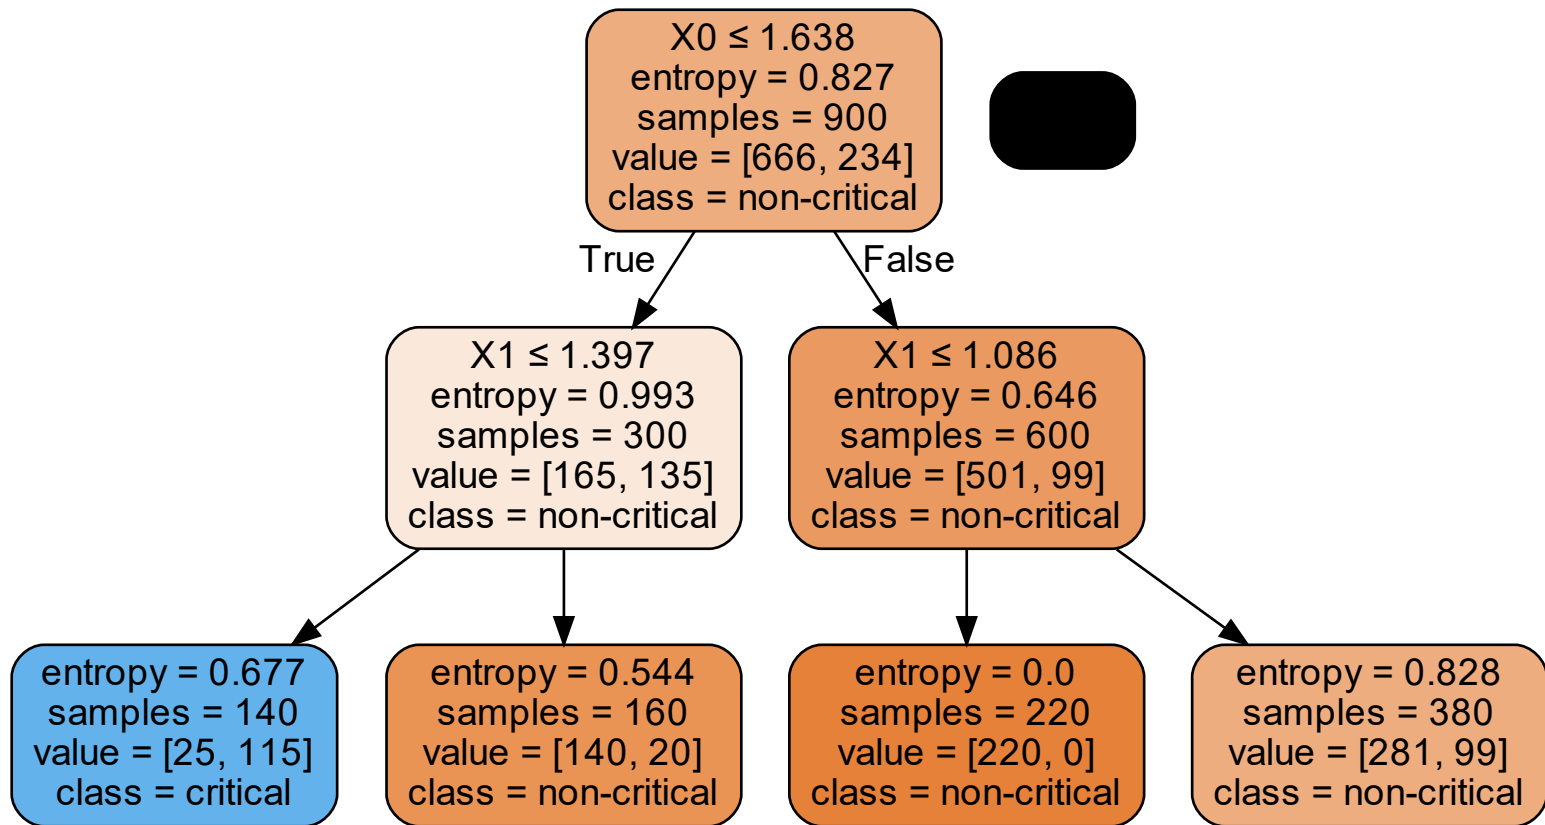 X0 ≤ 1.638
entropy = 0.827
samples = 900
value = [666, 234]
class = non-critical
True
False
X1 ≤ 1.397
entropy = 0.993
samples = 300
value = [165, 135]
class = non-critical
X1 ≤ 1.086
entropy = 0.646
samples = 600
value = [501, 99]
class = non-critical
entropy = 0.677
samples = 140
value = [25, 115]
class = critical
entropy = 0.544
samples = 160
value = [140, 20]
class = non-critical
entropy = 0.0
samples = 220
value = [220, 0]
class = non-critical
entropy = 0.828
samples = 380
value = [281, 99]
class = non-critical